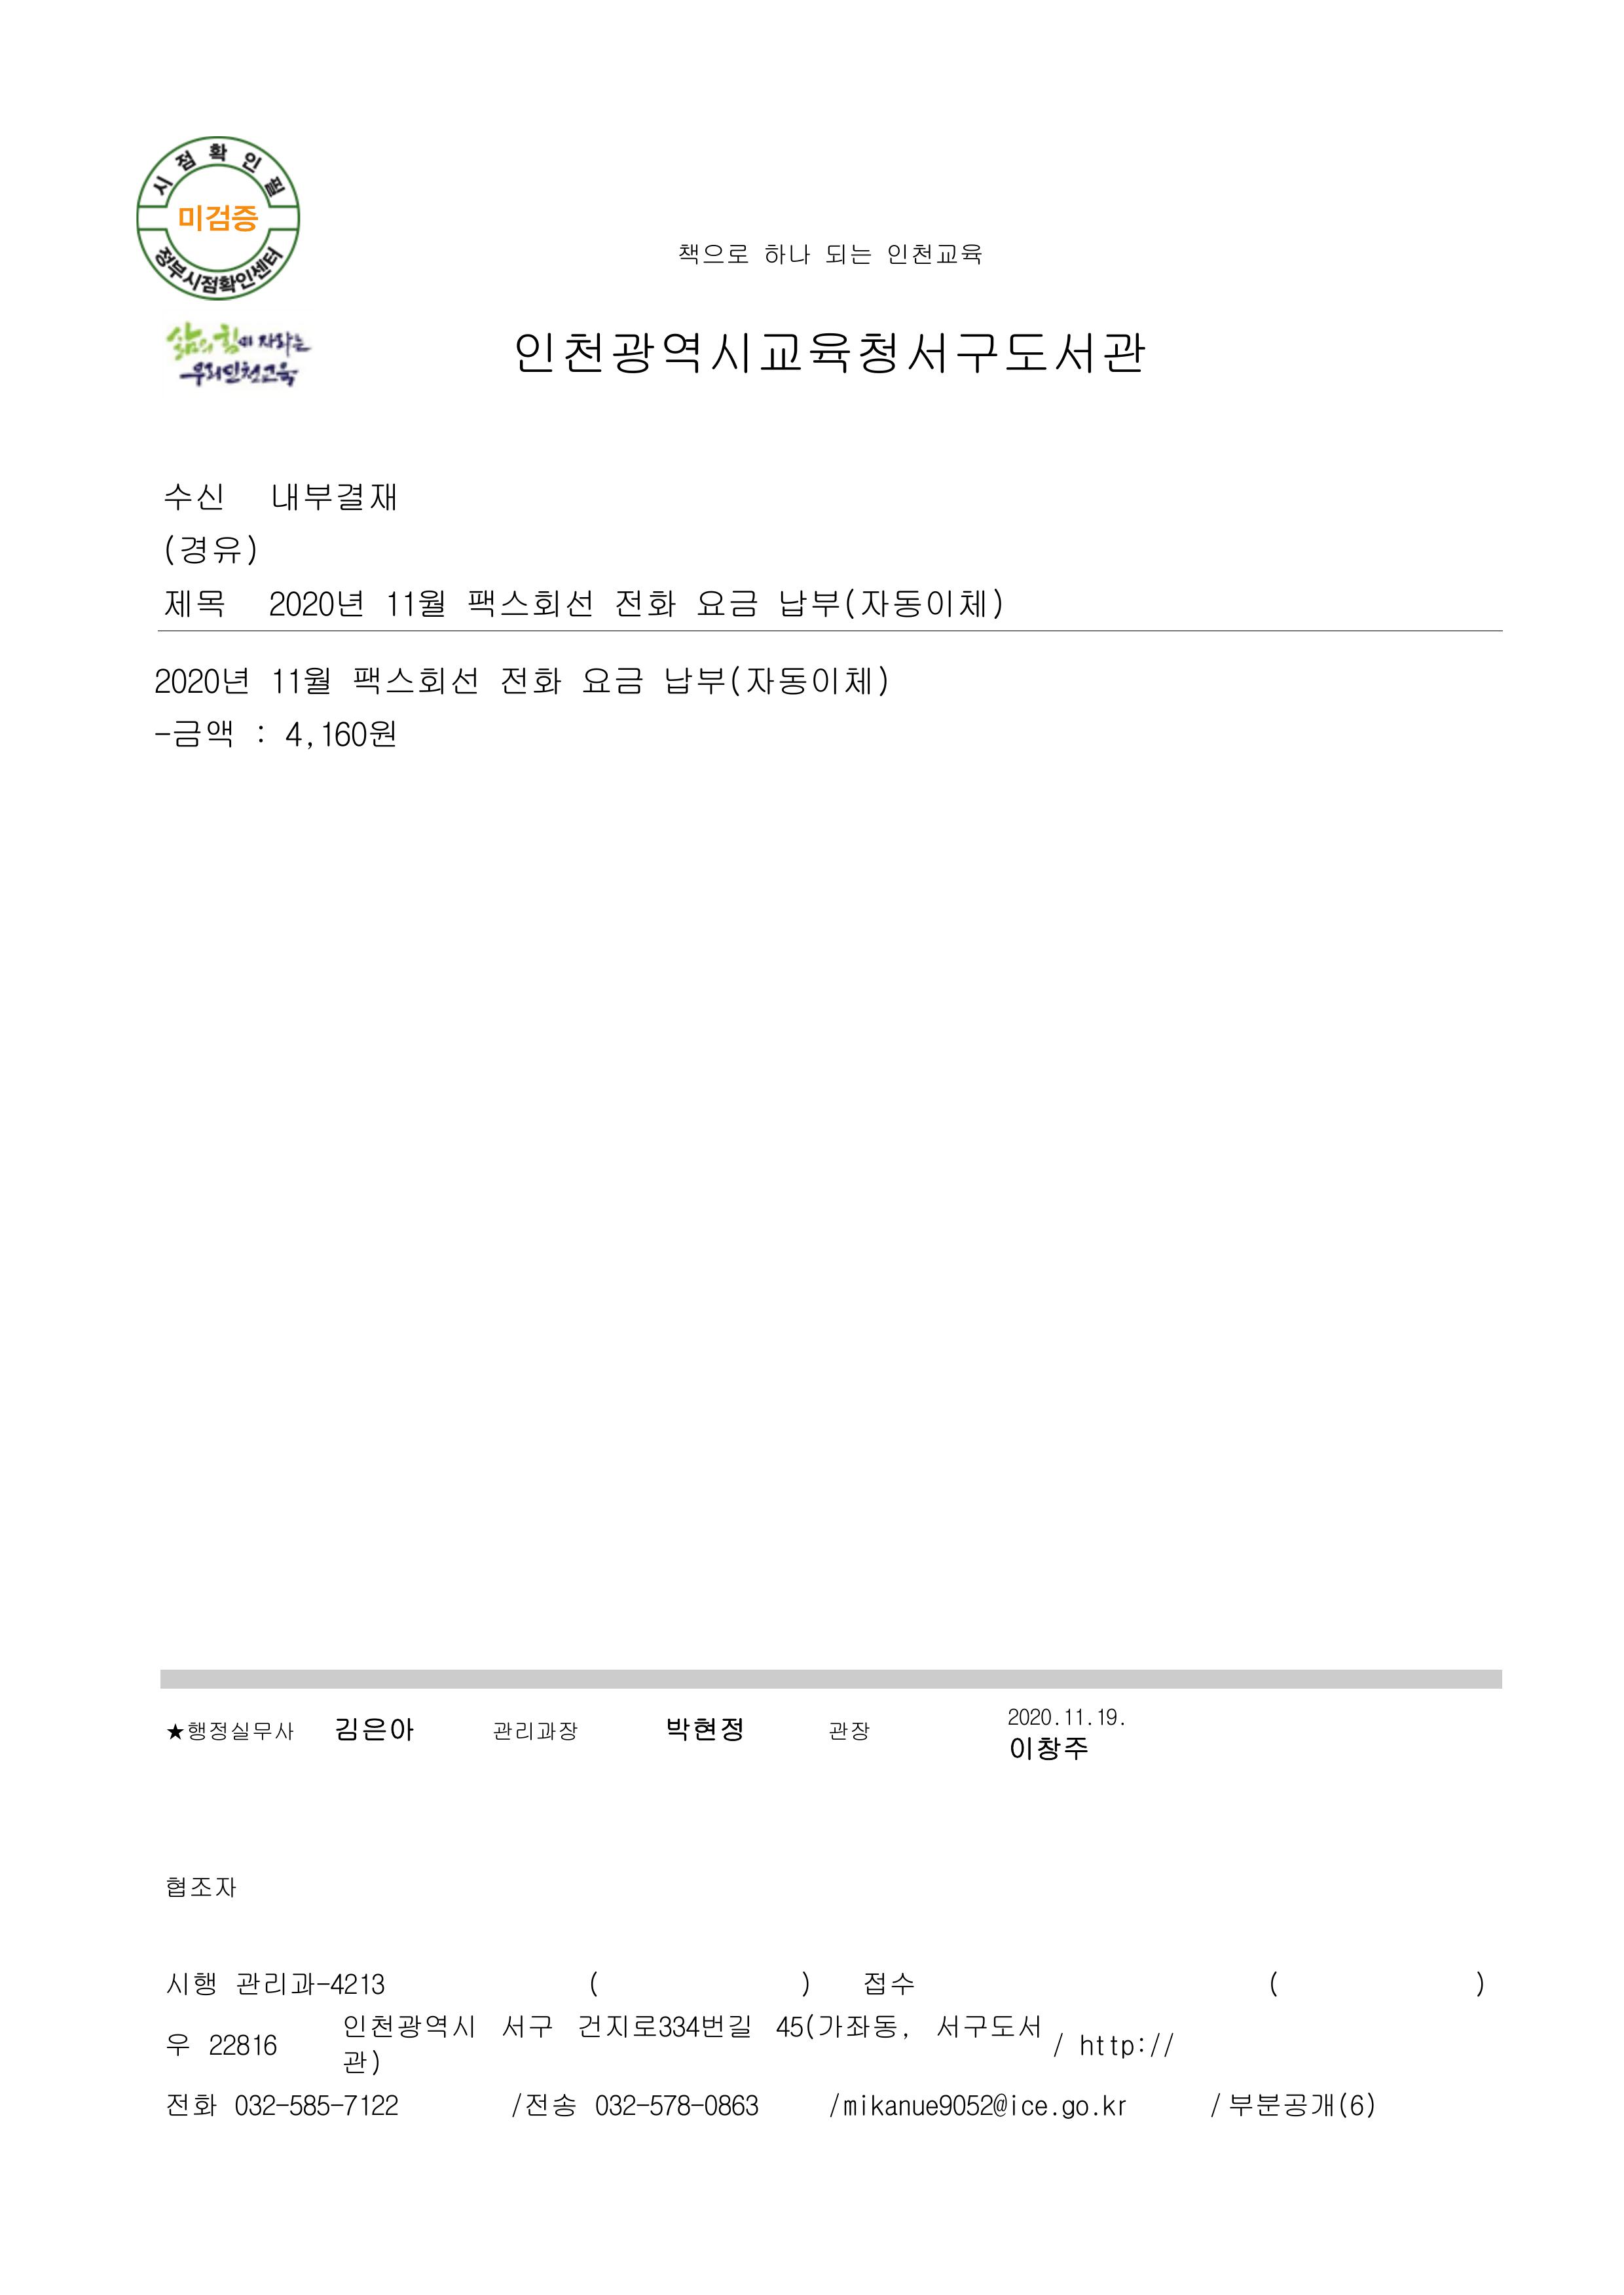 시점확인필
미검증
정부시점확인센터
책으로 하나 되는 인천교육
삶의 힘이 자라는
우리인천교육
인천광역시교육청서구도서관
수신 내부결재
(경유)
제목 2020년 11월 팩스회선 전화 요금 납부(자동이체)
2020년 11월 팩스회선 전화 요금 납부(자동이체)
-금액 : 4,160원
★행정실무사 김은아 관리과장 박현정 관장 2020.11.19.
이창주
협조자
시행 관리과-4213 ( ) 접수 ( )
우 22816 인천광역시 서구 건지로334번길 45(가좌동, 서구도서
관) / http://
전화 032-585-7122 /전송 032-578-0863 /mikanue9052@ice.go.kr / 부분공개(6)